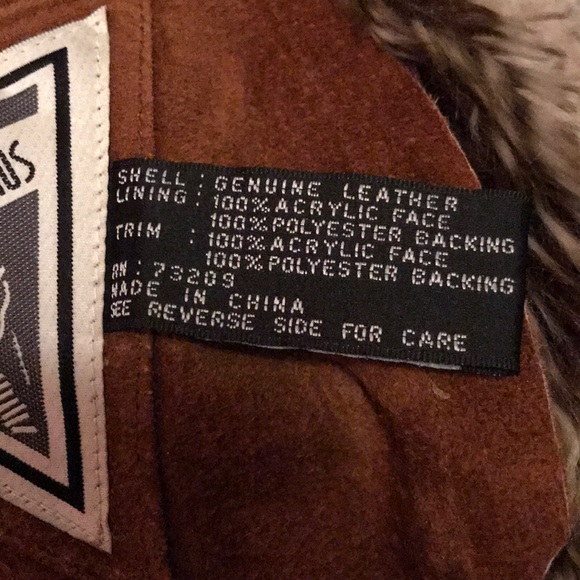 SHELL : GENUINE LEATHER
LINING : 100% ACRYLIC FACE
100% POLYESTER BACKING
TRIM : 100% ACRYLIC FACE
100% POLYESTER BACKING
RN: 73209
MADE IN CHINA
SEE REVERSE SIDE FOR CARE